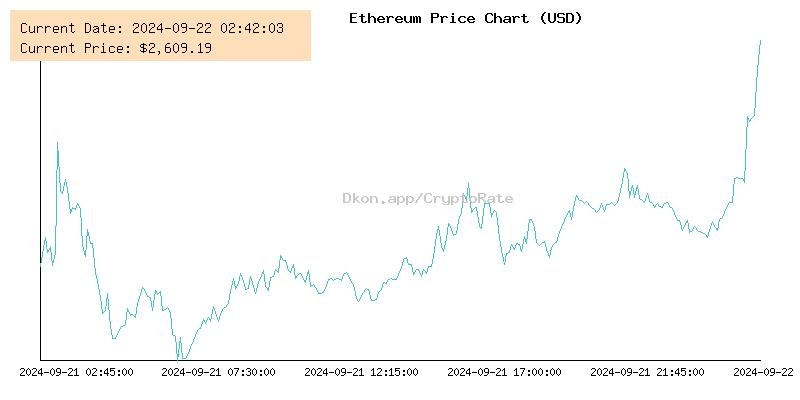 Ethereum Price Chart (USD)
Current Date: 2024-09-22 02:42:03
Current Price: $2,609.19
Dkon.app/CryptoRate
2024-09-21 02:45:00 2024-09-21 07:30:00 2024-09-21 12:15:00 2024-09-21 17:00:00 2024-09-21 21:45:00 2024-09-22